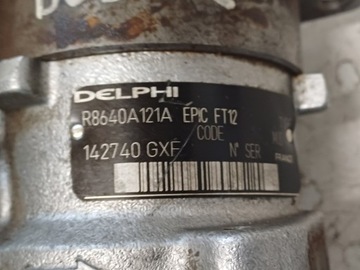 DELPHI
R8640A121A EPIC FT12
CODE
142740 GXF N° SER